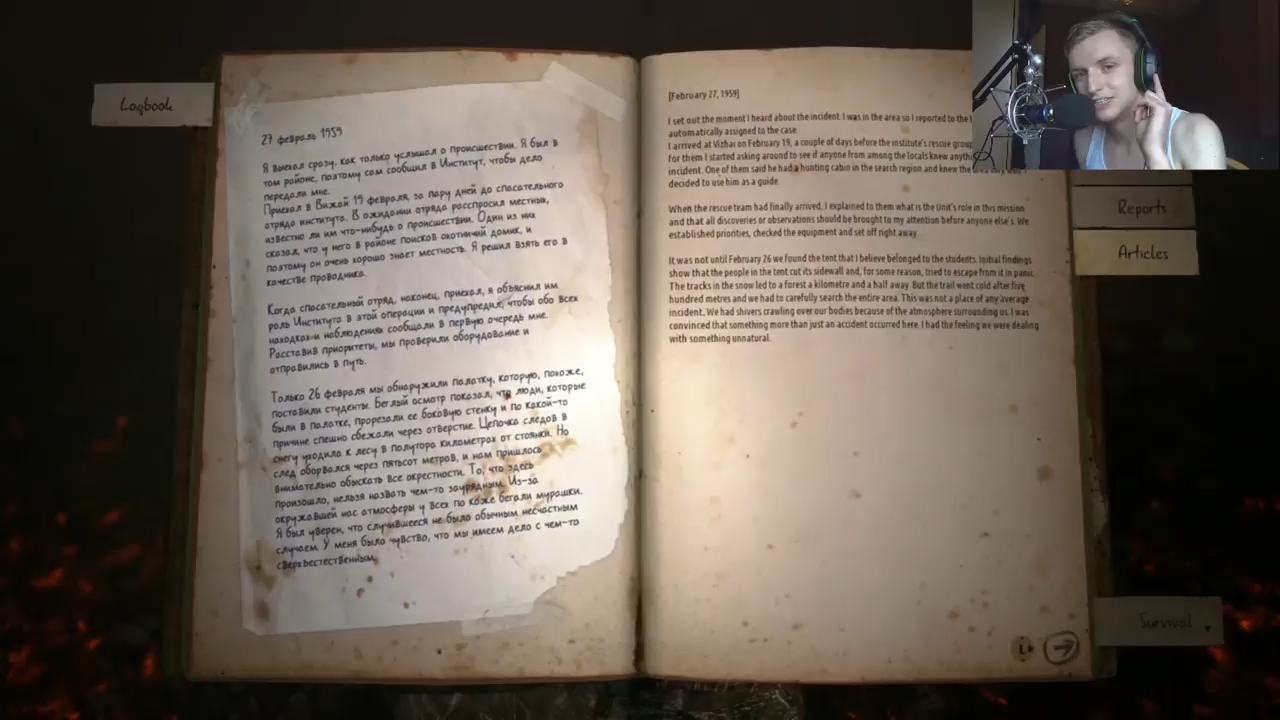 Logbook
27 февраль 1959
Я выехал сразу, как только услышал о происшествии. Я был в
том районе, поэтому сам сообщил в Институт, чтобы дело
передали мне.
Приехал в Вижай 19 февраля, за пару дней до спасательного
отряда института. В ожидании отряда расспросил местных,
известно ли им что-нибудь о происшествии. Один из них
сказал, что у него в районе поисков охотничий домик, и
поэтому он очень хорошо знает местность. Я решил взять его в
качестве проводника.
Когда спасательный отряд, наконец, приехал, я объяснил им
роль Института в этой операции и предупредил, чтобы обо всех
находках и наблюдениях сообщали в первую очередь мне.
Расставив приоритеты, мы проверили оборудование и
отправились в путь.
Только 26 февраля мы обнаружили палатку, которую, похоже,
поставили студенты. Беглый осмотр показал, что люди, которые
были в палатке, прорезали ее боковую стенку и по какой-то
причине спешно сбежали через отверстие. Цепочка следов в
снегу уходила к лесу в полутора километрах от стоянки. Но
след оборвался через пятьсот метров, и нам пришлось
внимательно обыскать все окрестности. То, что здесь
произошло, нельзя назвать чем-то заурядным. Из-за
окружавшей нас атмосферы у всех по коже бегали мурашки.
Я был уверен, что случившееся не было обычным несчастным
случаем. У меня было чувство, что мы имеем дело с чем-то
сверхъестественным.
[February 27, 1959]
I set out the moment I heard about the incident. I was in the area so I reported to the
automatically assigned to the case.
I arrived at Vizhai on February 19, a couple of days before the institute's rescue group
for them I started asking around to see if anyone from among the locals knew
incident. One of them said he had a hunting cabin in the search region and knew the
decided to use him as a guide.
When the rescue team had finally arrived, I explained to them what is the Unit's role in this mission
and that all discoveries or observations should be brought to my attention before anyone else's. We
established priorities, checked the equipment and set off right away.
It was not until February 26 we found the tent that I believe belonged to the students. Initial findings
show that the people in the tent cut its sidewall and, for some reason, tried to escape from it in panic.
The tracks in the snow led to a forest a kilometre and a half away. But the trail went cold after five
hundred metres and we had to carefully search the entire area. This was not a place of any average
incident. We had shivers crawling over our bodies because of the atmosphere surrounding us. I was
convinced that something more than just an accident occurred here. I had the feeling we were dealing
with something unnatural.
Reports
Articles
Survival
L